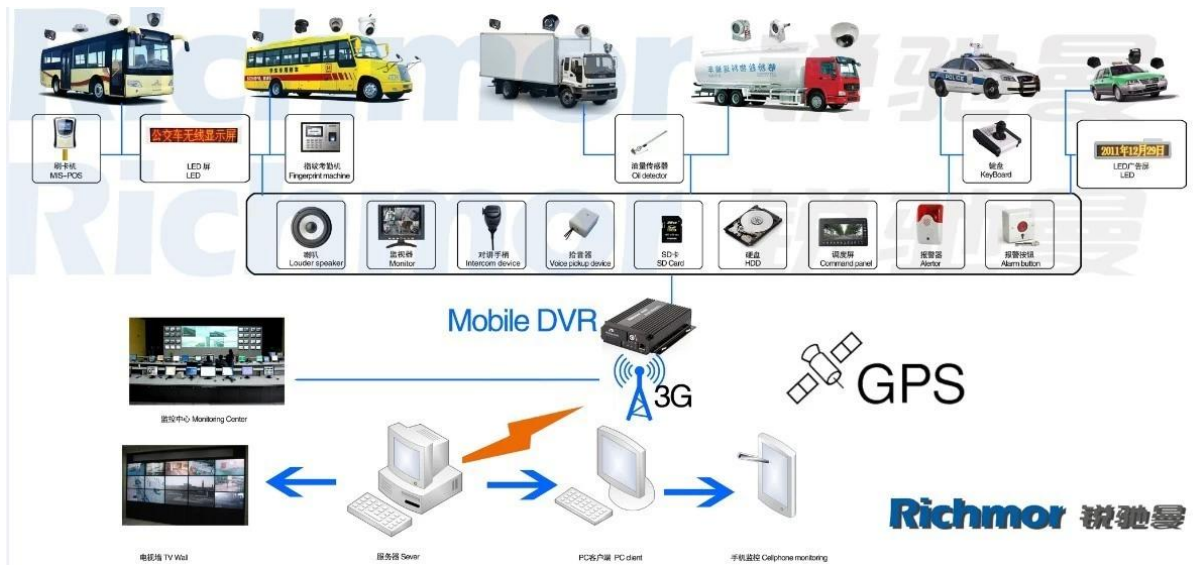 Richmor 锐驰曼
Richmor 锐驰曼
POLICE
刷卡机
MIS-POS
公交车无线显示屏
LED 屏
LED
指纹考勤机
Fingerprint machine
油量传感器
Oil detector
键盘
KeyBoard
2011年12月29日
LED广告屏
LED
喇叭
Louder speaker
监视器
Monitor
对讲手柄
Intercom device
拾音器
Voice pickup device
SD卡
SD Card
硬盘
HDD
调度屏
Command panel
报警器
Alertor
报警按钮
Alarm button
Mobile DVR
3G
GPS
监控中心 Monitoring Center
电视墙 TV Wall
服务器 Sever
PC客户端 PC client
手机监控 Cellphone monitoring
Richmor 锐驰曼